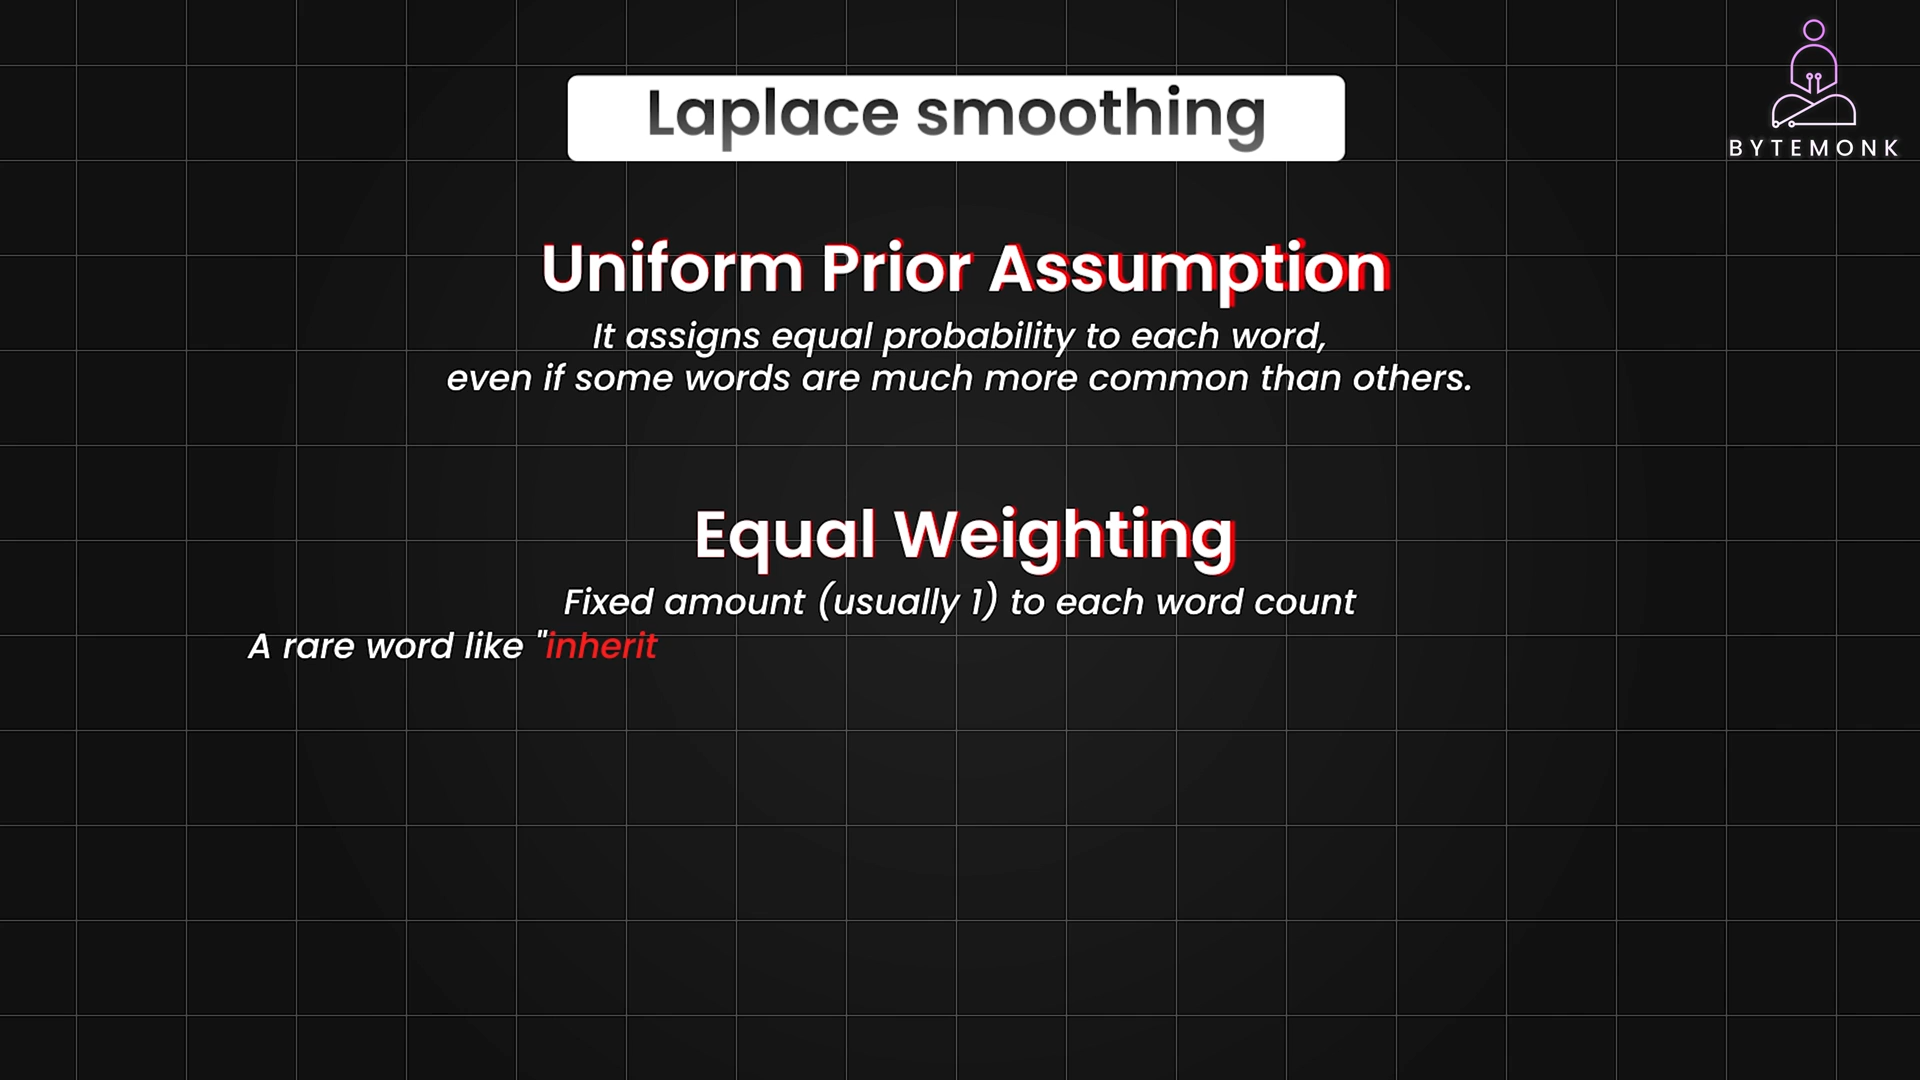 Laplace smoothing
BYTEMONK
Uniform Prior Assumption
It assigns equal probability to each word,
even if some words are much more common than others.
Equal Weighting
Fixed amount (usually 1) to each word count
A rare word like "inherit